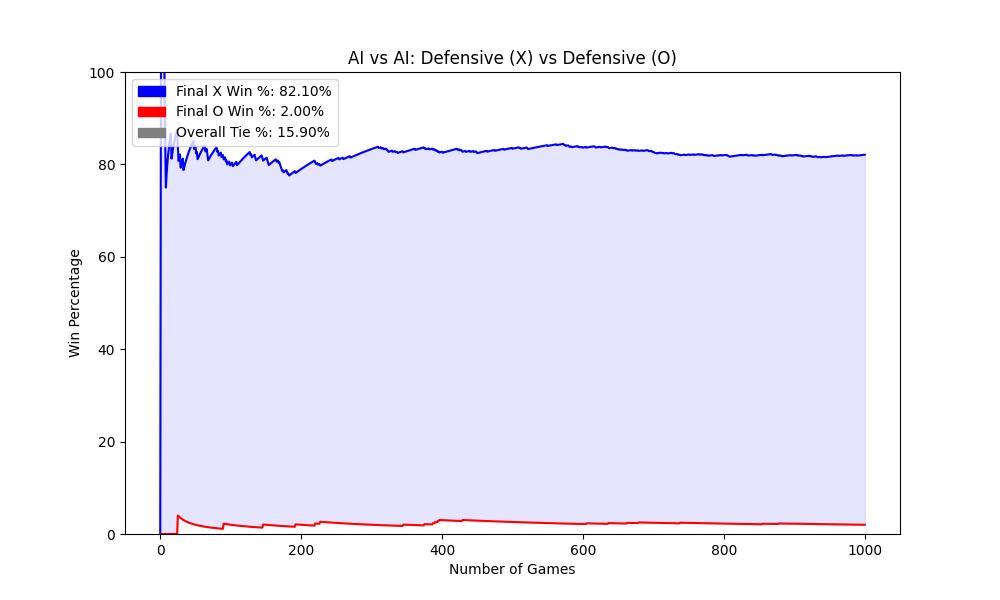 AI vs AI: Defensive (X) vs Defensive (O)
Final X Win %: 82.10%
Final O Win %: 2.00%
Overall Tie %: 15.90%
Win Percentage
100
80
60
40
20
0
0 200 400 600 800 1000
Number of Games